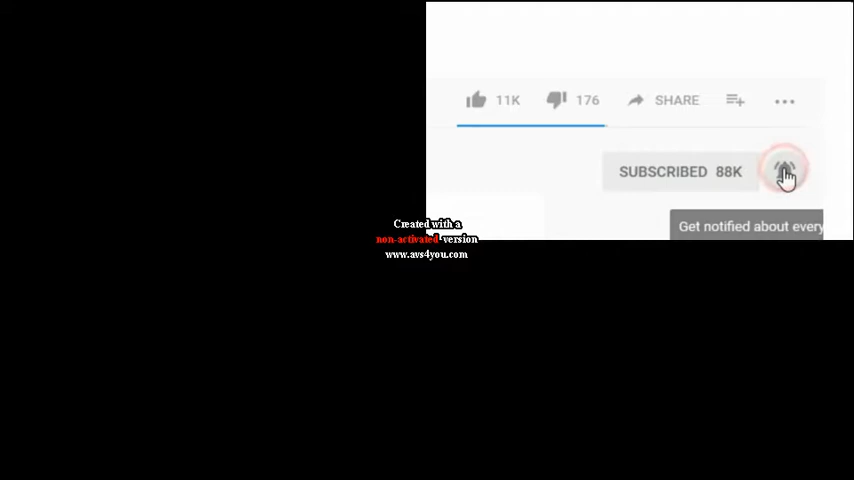 11K 176 SHARE
SUBSCRIBED 88K
Get notified about every
Created with a
non-activated version
www.avs4you.com